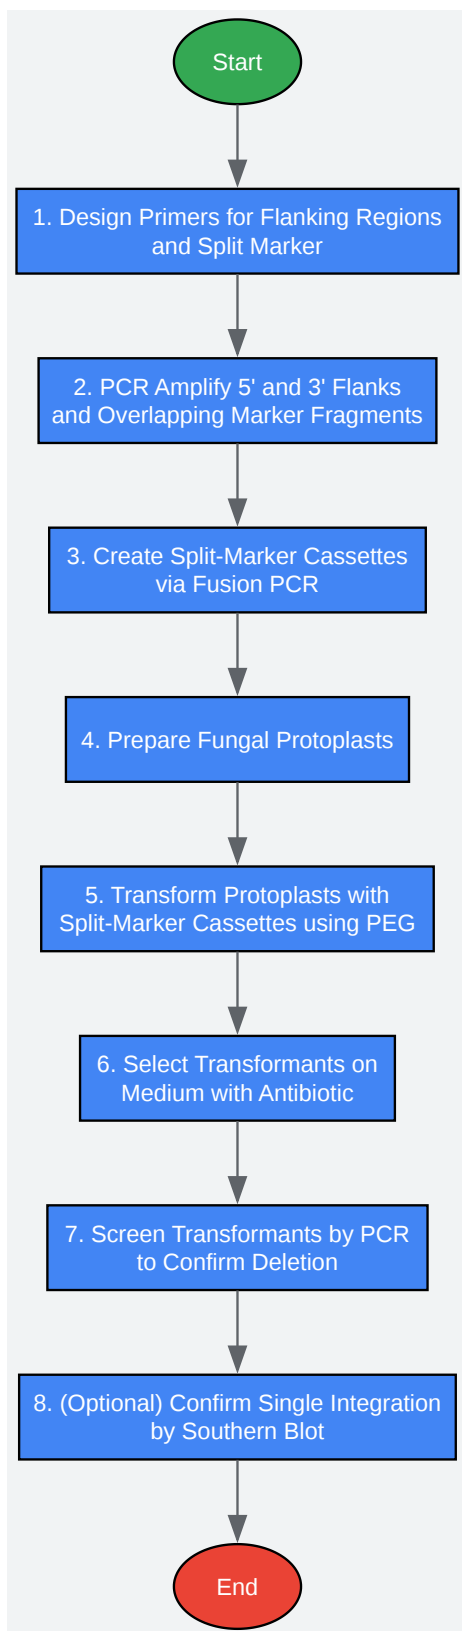 Start
1. Design Primers for Flanking Regions
and Split Marker
2. PCR Amplify 5' and 3' Flanks
and Overlapping Marker Fragments
3. Create Split-Marker Cassettes
via Fusion PCR
4. Prepare Fungal Protoplasts
5. Transform Protoplasts with
Split-Marker Cassettes using PEG
6. Select Transformants on
Medium with Antibiotic
7. Screen Transformants by PCR
to Confirm Deletion
8. (Optional) Confirm Single Integration
by Southern Blot
End